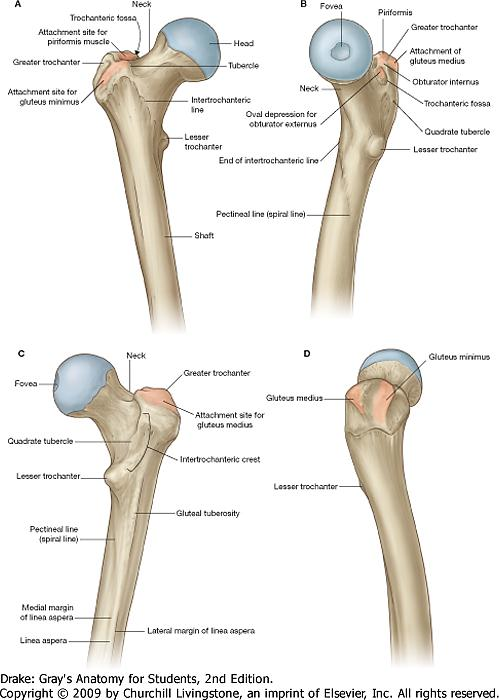 A
Neck
Trochanteric fossa
Attachment site for
piriformis muscle
Greater trochanter
Attachment site for
gluteus minimus
Head
Tubercle
Intertrochanteric
line
Lesser
trochanter
Shaft
B
Fovea
Piriformis
Greater trochanter
Attachment of
gluteus medius
Obturator internus
Trochanteric fossa
Neck
Oval depression for
obturator externus
Quadrate tubercle
End of intertrochanteric line
Lesser trochanter
Pectineal line (spiral line)
C
Neck
Greater trochanter
Fovea
Attachment site for
gluteus medius
Quadrate tubercle
Intertrochanteric crest
Lesser trochanter
Gluteal tuberosity
Pectineal line
(spiral line)
Medial margin
of linea aspera
Lateral margin of linea aspera
Linea aspera
D
Gluteus minimus
Gluteus medius
Lesser trochanter
Drake: Gray's Anatomy for Students, 2nd Edition.
Copyright © 2009 by Churchill Livingstone, an imprint of Elsevier, Inc. All rights reserved.